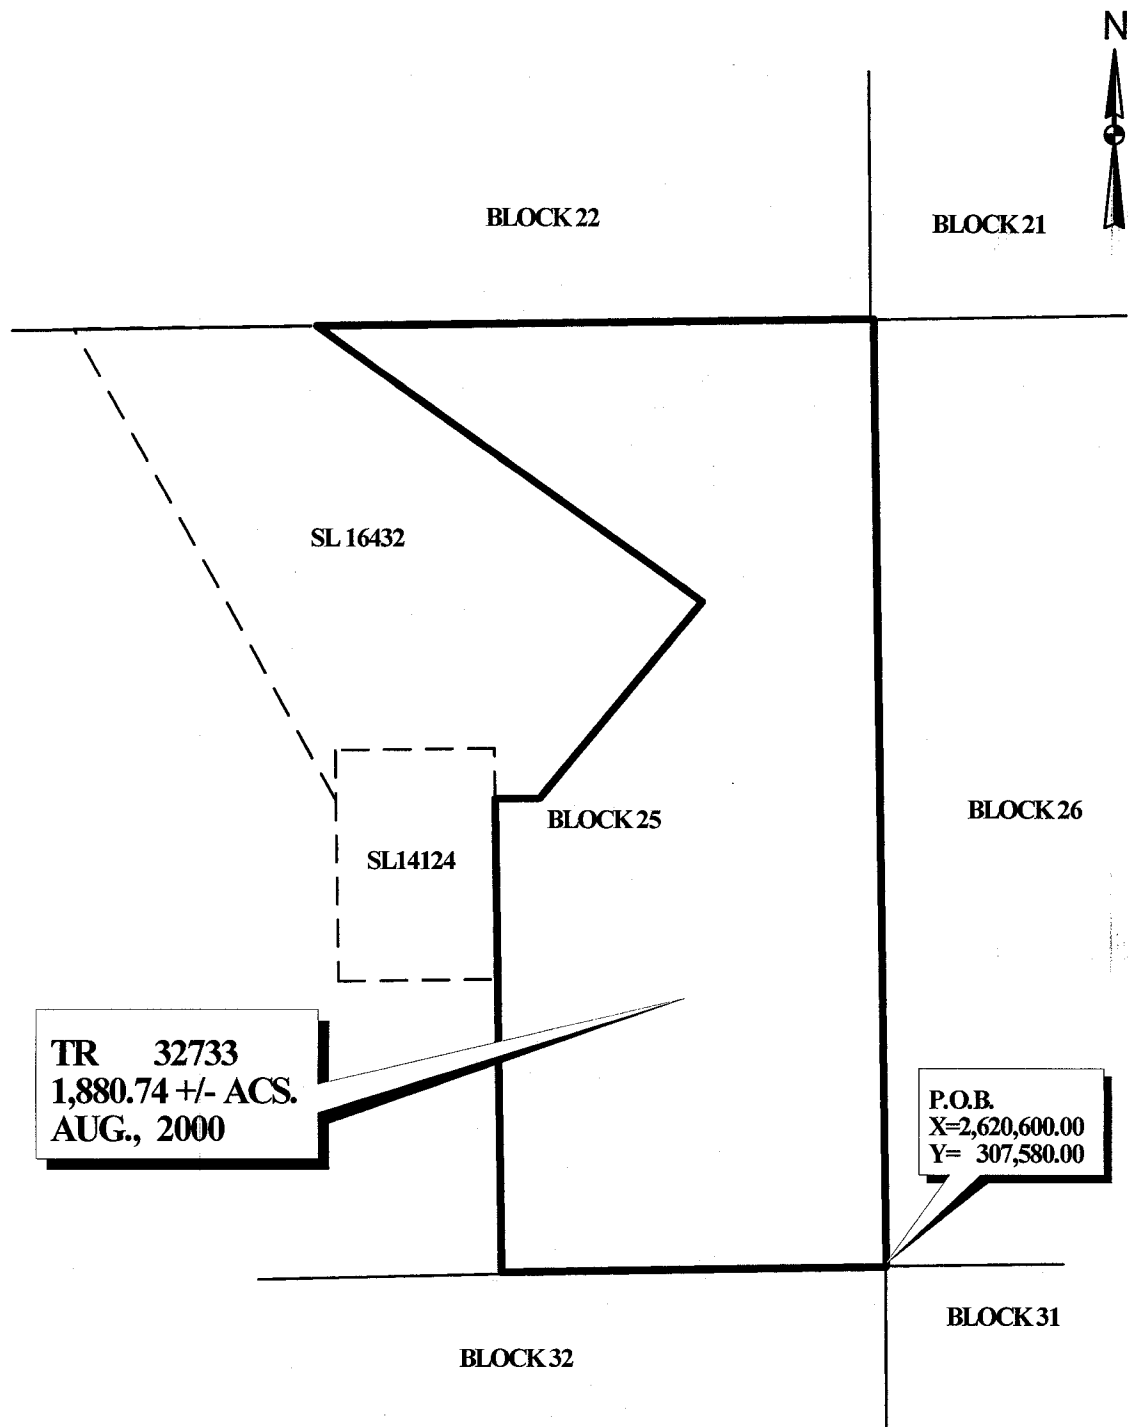 N
BLOCK 22
BLOCK 21
SL 16432
BLOCK 25
BLOCK 26
SL14124
TR 32733
1,880.74 +/- ACS.
AUG., 2000
P.O.B.
X=2,620,600.00
Y= 307,580.00
BLOCK 31
BLOCK 32